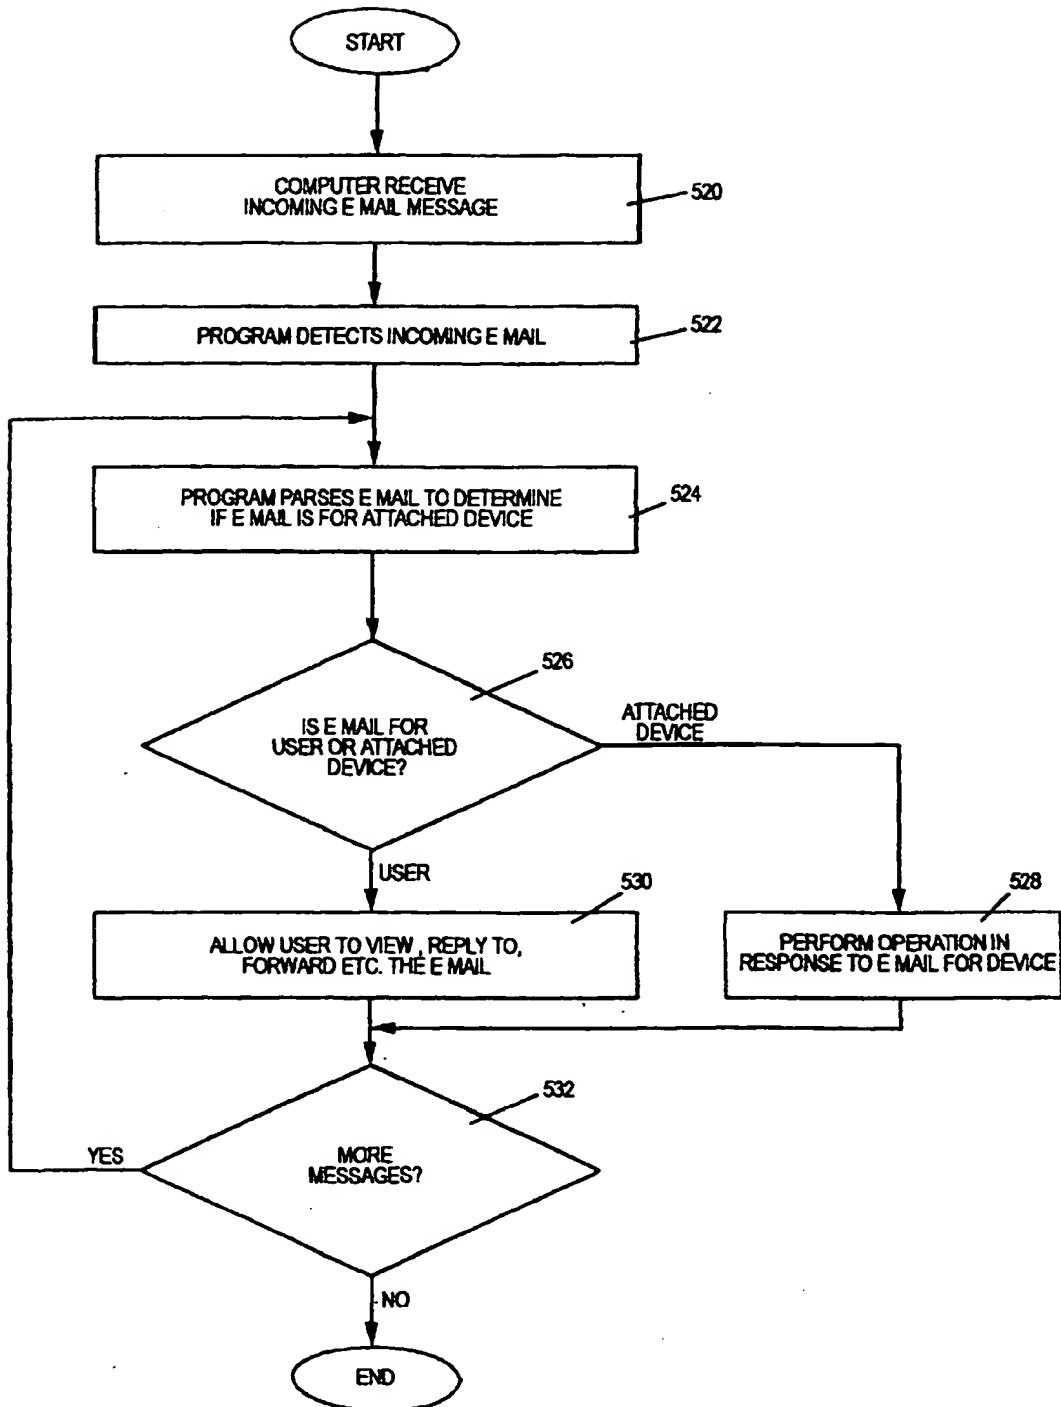 START
COMPUTER RECEIVE
INCOMING E MAIL MESSAGE
520
PROGRAM DETECTS INCOMING E MAIL
522
PROGRAM PARSES E MAIL TO DETERMINE
IF E MAIL IS FOR ATTACHED DEVICE
524
526
IS E MAIL FOR
USER OR ATTACHED
DEVICE?
ATTACHED
DEVICE
USER
530
ALLOW USER TO VIEW, REPLY TO,
FORWARD ETC. THE E MAIL
528
PERFORM OPERATION IN
RESPONSE TO E MAIL FOR DEVICE
532
YES
MORE
MESSAGES?
NO
END